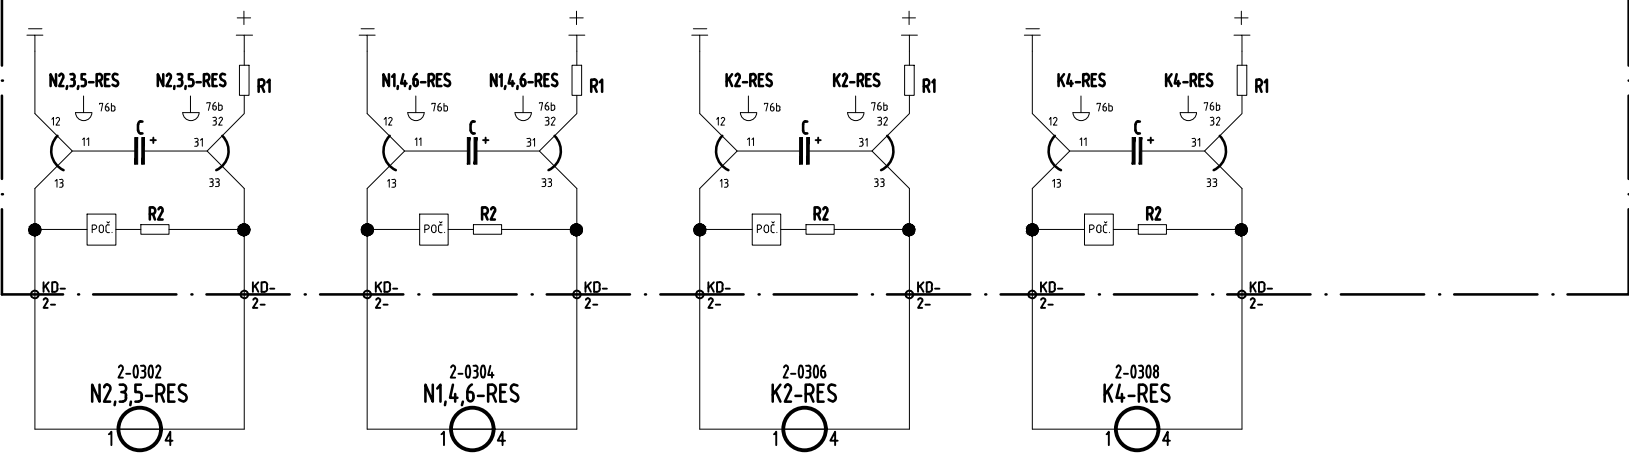 N2,3,5-RES N2,3,5-RES R1
76b 76b
12 32
C
11 + 31
13 33
POČ. R2
KD- KD-
2- 2-
2-0302
N2,3,5-RES
1 4
N1,4,6-RES N1,4,6-RES R1
76b 76b
12 32
C
11 + 31
13 33
POČ. R2
KD- KD-
2- 2-
2-0304
N1,4,6-RES
1 4
K2-RES K2-RES R1
76b 76b
12 32
C
11 + 31
13 33
POČ. R2
KD- KD-
2- 2-
2-0306
K2-RES
1 4
K4-RES K4-RES R1
76b 76b
12 32
C
11 + 31
13 33
POČ. R2
KD- KD-
2- 2-
2-0308
K4-RES
1 4